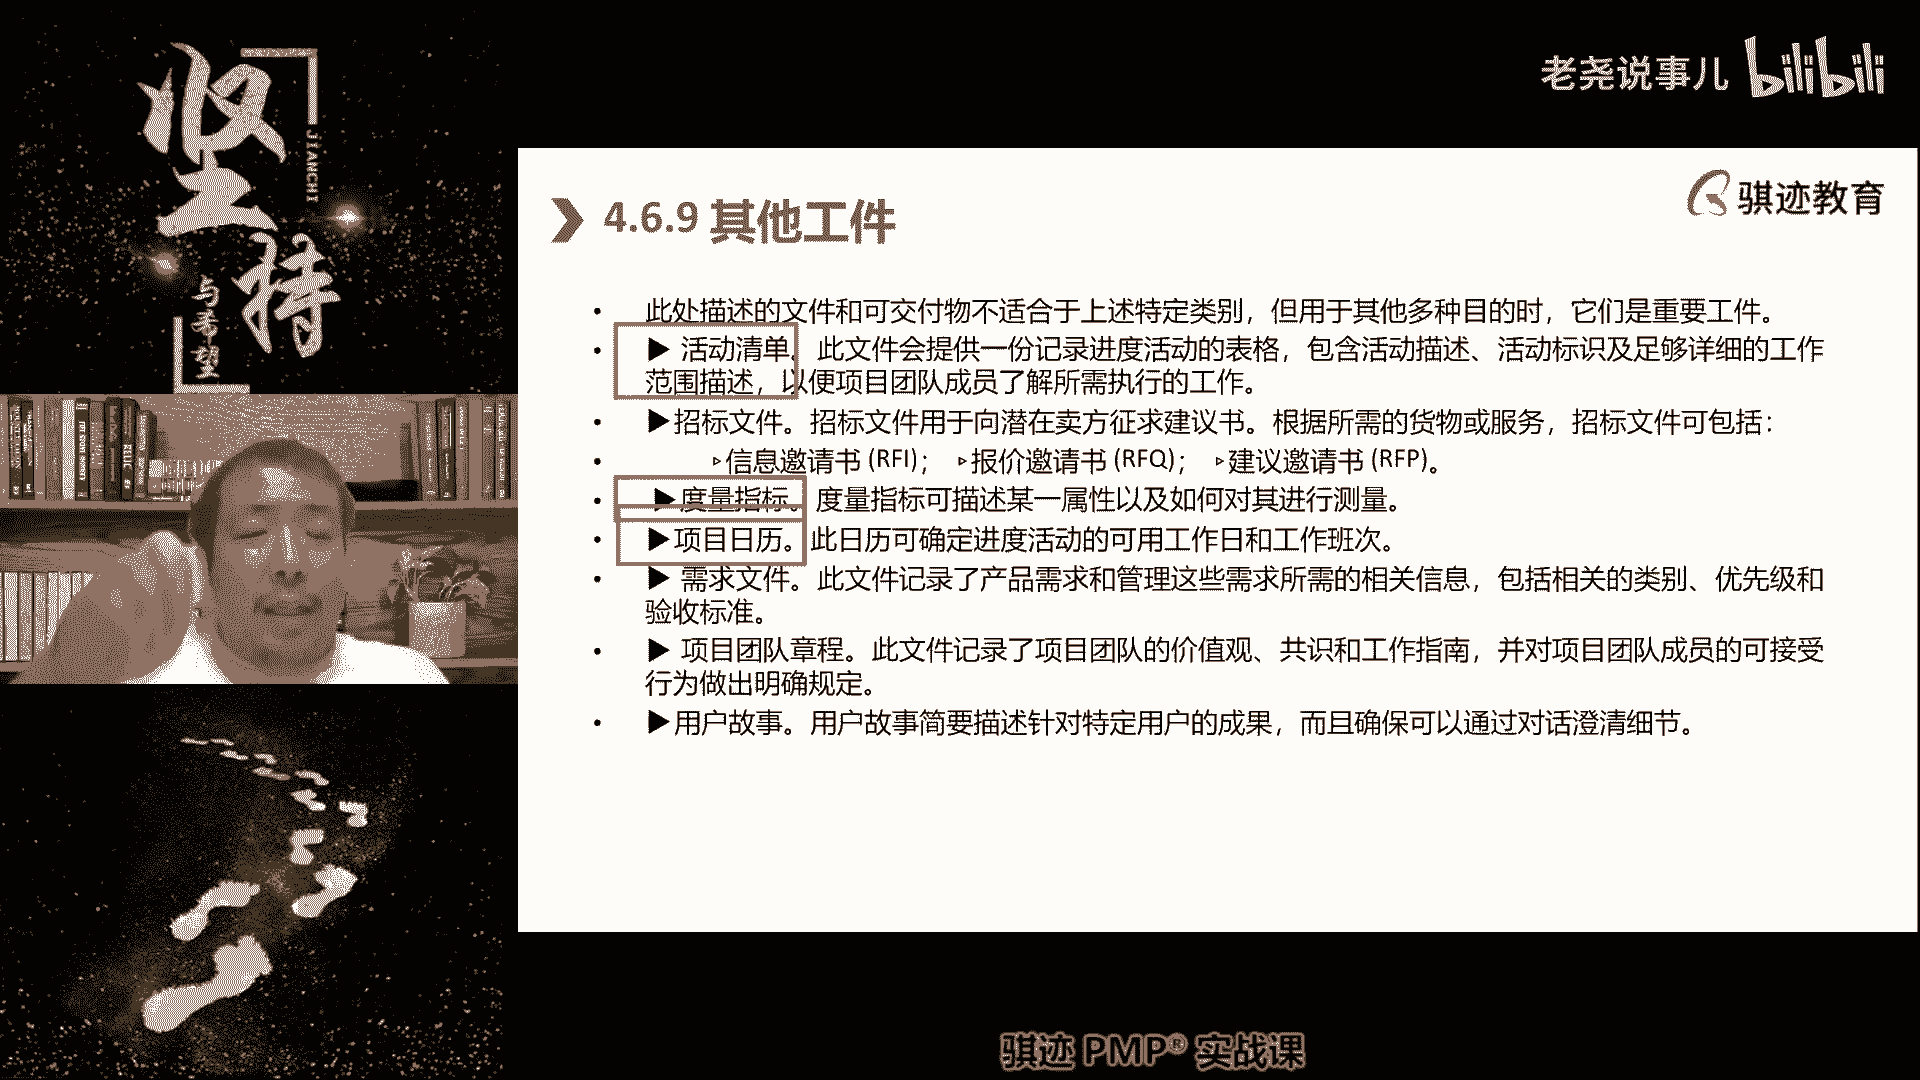 坚持
JIANCHI
与希望
老尧说事儿 bilibili
骐迹教育
4.6.9 其他工件
• 此处描述的文件和可交付物不适合于上述特定类别，但用于其他多种目的时，它们是重要工件。
• ▶ 活动清单。此文件会提供一份记录进度活动的表格，包含活动描述、活动标识及足够详细的工作
范围描述，以便项目团队成员了解所需执行的工作。
• ▶招标文件。招标文件用于向潜在卖方征求建议书。根据所需的货物或服务，招标文件可包括：
• ▹信息邀请书 (RFI)； ▹报价邀请书 (RFQ)； ▹建议邀请书 (RFP)。
• ▶度量指标。度量指标可描述某一属性以及如何对其进行测量。
• ▶项目日历。此日历可确定进度活动的可用工作日和工作班次。
• ▶ 需求文件。此文件记录了产品需求和管理这些需求所需的相关信息，包括相关的类别、优先级和
验收标准。
• ▶ 项目团队章程。此文件记录了项目团队的价值观、共识和工作指南，并对项目团队成员的可接受
行为做出明确规定。
• ▶用户故事。用户故事简要描述针对特定用户的成果，而且确保可以通过对话澄清细节。
骐迹 PMP® 实战课